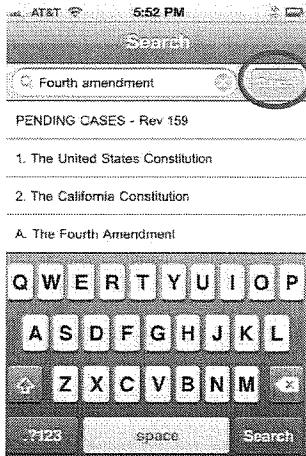 AT&T 5:52 PM
Search
Fourth amendment
PENDING CASES - Rev 159
1. The United States Constitution
2. The California Constitution
A. The Fourth Amendment
Q W E R T Y U I O P
A S D F G H J K L
Z X C V B N M
.?123 space Search